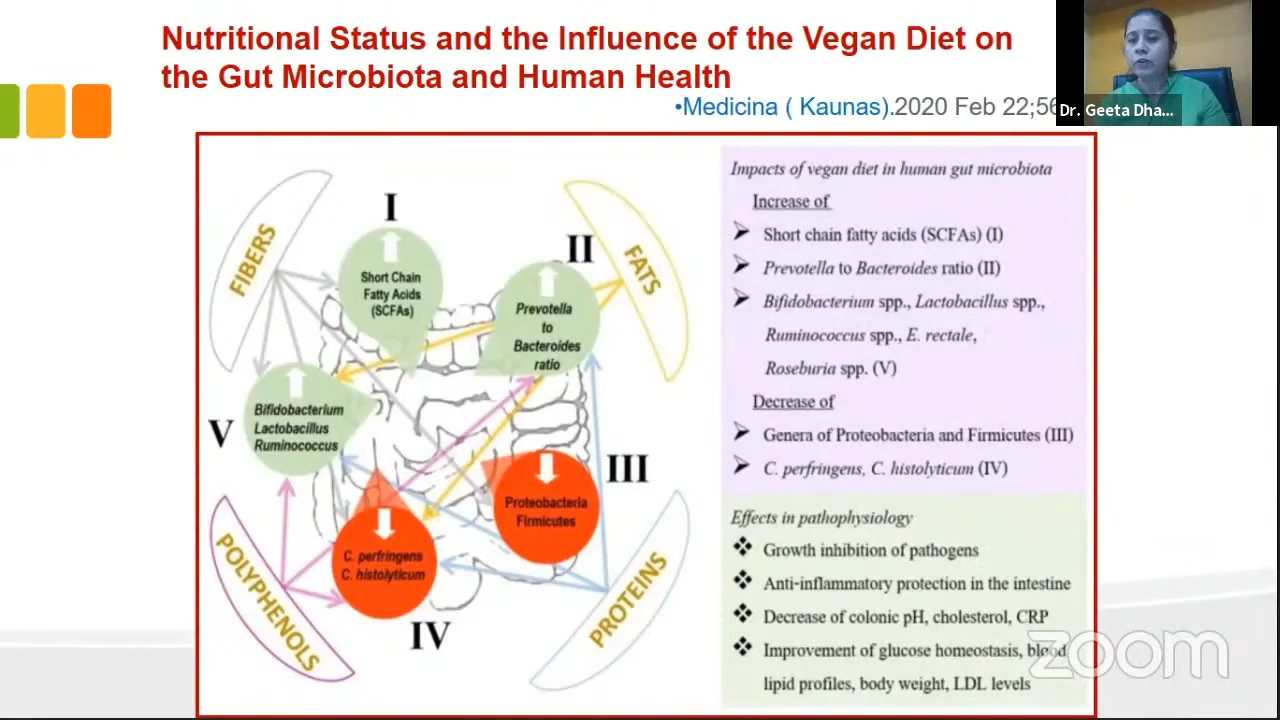 Nutritional Status and the Influence of the Vegan Diet on
the Gut Microbiota and Human Health
•Medicina ( Kaunas).2020 Feb 22;56
Dr. Geeta Dha...
FIBERS
I
Short Chain
Fatty Acids
(SCFAs)
II
Prevotella
to
Bacteroides
ratio
FATS
V
Bifidobacterium
Lactobacillus
Ruminococcus
III
Proteobacteria
Firmicutes
C. perfringens
C. histolyticum
IV
POLYPHENOLS
PROTEINS
Impacts of vegan diet in human gut microbiota
Increase of
Short chain fatty acids (SCFAs) (I)
Prevotella to Bacteroides ratio (II)
Bifidobacterium spp., Lactobacillus spp.,
Ruminococcus spp., E. rectale,
Roseburia spp. (V)
Decrease of
Genera of Proteobacteria and Firmicutes (III)
C. perfringens, C. histolyticum (IV)
Effects in pathophysiology
Growth inhibition of pathogens
Anti-inflammatory protection in the intestine
Decrease of colonic pH, cholesterol, CRP
Improvement of glucose homeostasis, blood
lipid profiles, body weight, LDL levels
zoom